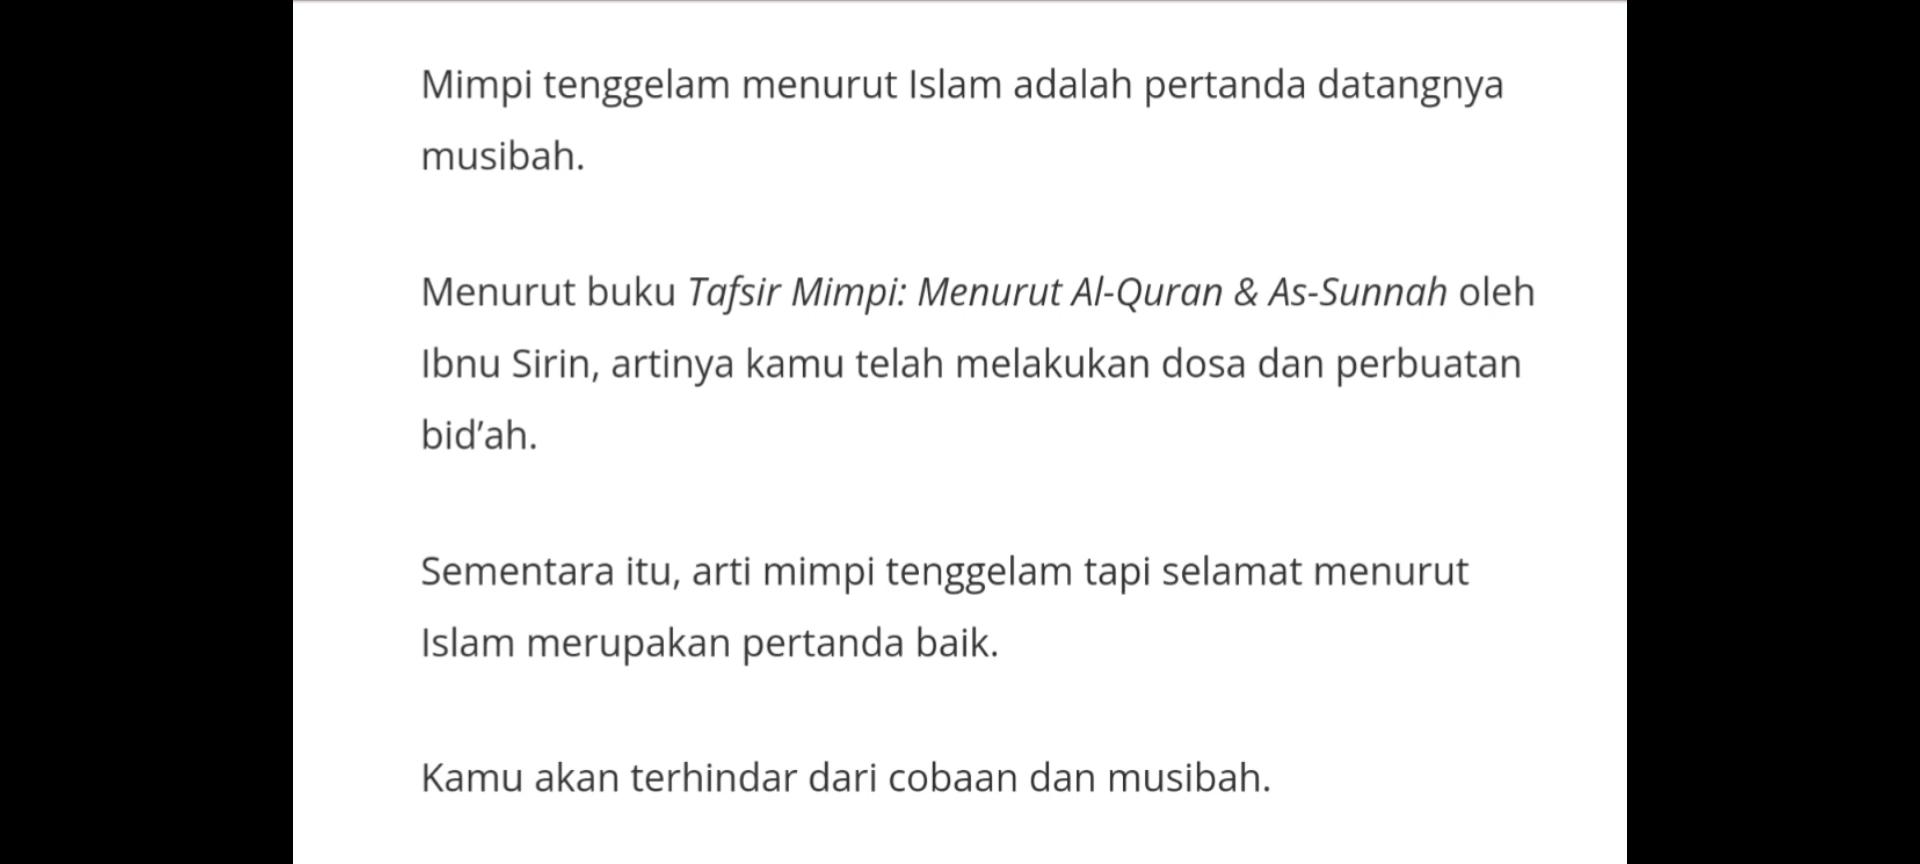 Mimpi tenggelam menurut Islam adalah pertanda datangnya
musibah.
Menurut buku Tafsir Mimpi: Menurut Al-Quran & As-Sunnah oleh
Ibnu Sirin, artinya kamu telah melakukan dosa dan perbuatan
bid’ah.
Sementara itu, arti mimpi tenggelam tapi selamat menurut
Islam merupakan pertanda baik.
Kamu akan terhindar dari cobaan dan musibah.